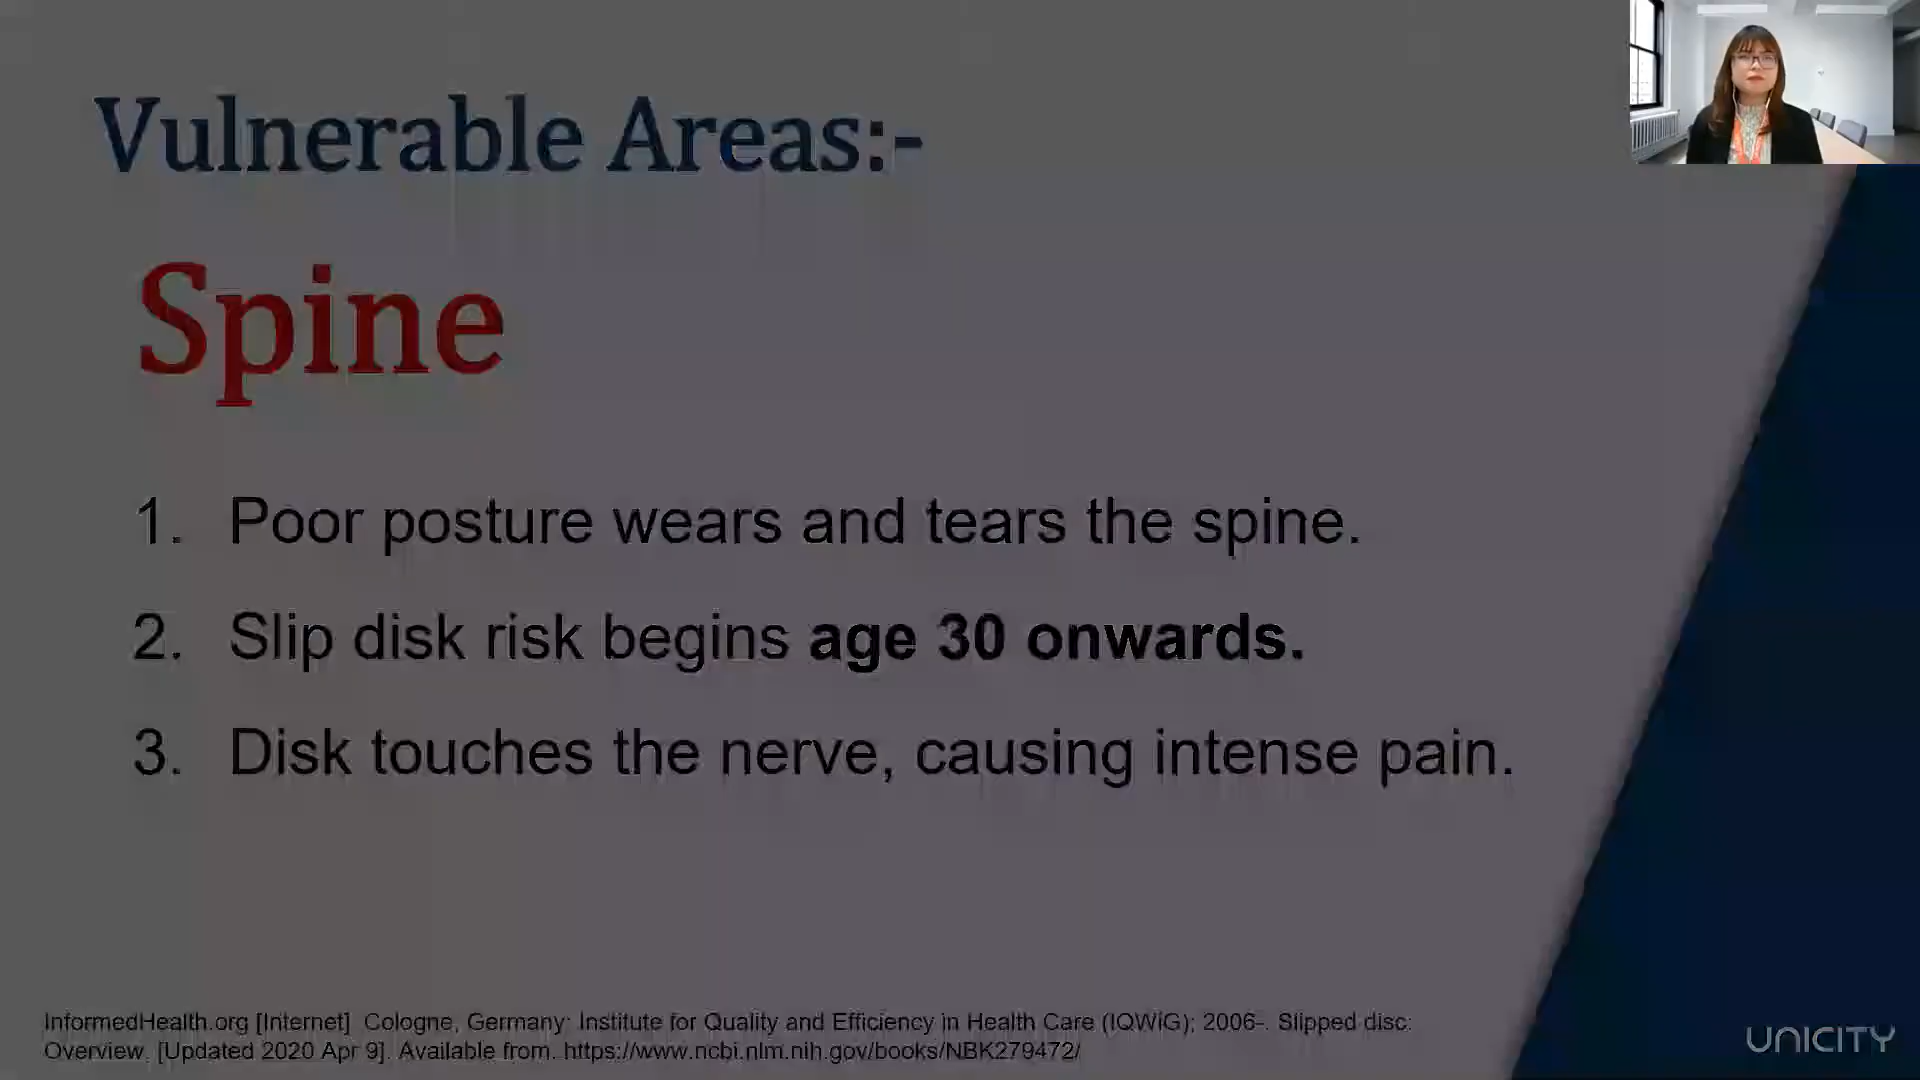 Vulnerable Areas:-
Spine
1. Poor posture wears and tears the spine.
2. Slip disk risk begins age 30 onwards.
3. Disk touches the nerve, causing intense pain.
InformedHealth.org [Internet]. Cologne, Germany: Institute for Quality and Efficiency in Health Care (IQWiG); 2006-. Slipped disc:
Overview. [Updated 2020 Apr 9]. Available from: https://www.ncbi.nlm.nih.gov/books/NBK279472/
UNICITY